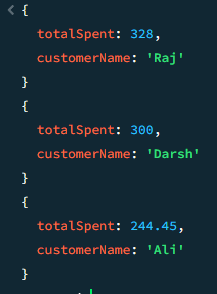 {
totalSpent: 328,
customerName: 'Raj'
}
{
totalSpent: 300,
customerName: 'Darsh'
}
{
totalSpent: 244.45,
customerName: 'Ali'
}